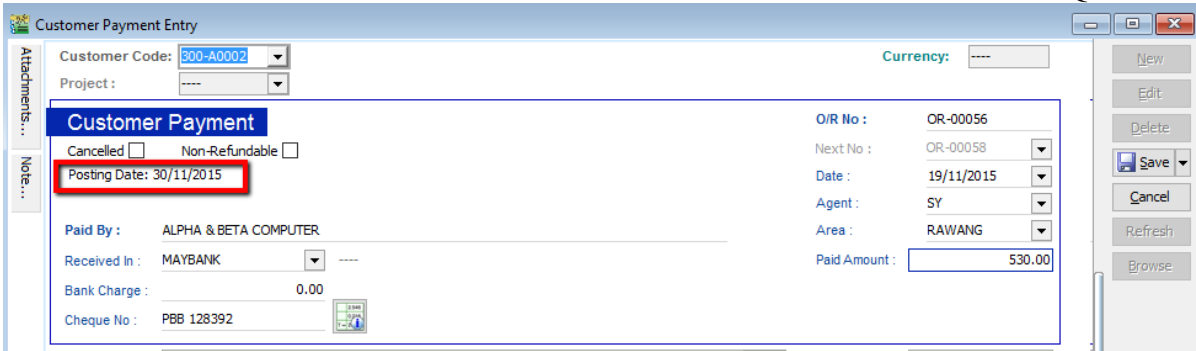 Customer Payment Entry
Attachments...
Note...
Customer Code: 300-A0002 Currency: ----
Project : ----
Customer Payment
Cancelled Non-Refundable
Posting Date: 30/11/2015
O/R No : OR-00056
Next No : OR-00058
Date : 19/11/2015
Agent : SY
Paid By : ALPHA & BETA COMPUTER Area : RAWANG
Received In : MAYBANK ---- Paid Amount : 530.00
Bank Charge : 0.00
Cheque No : PBB 128392
New
Edit
Delete
Save
Cancel
Refresh
Browse